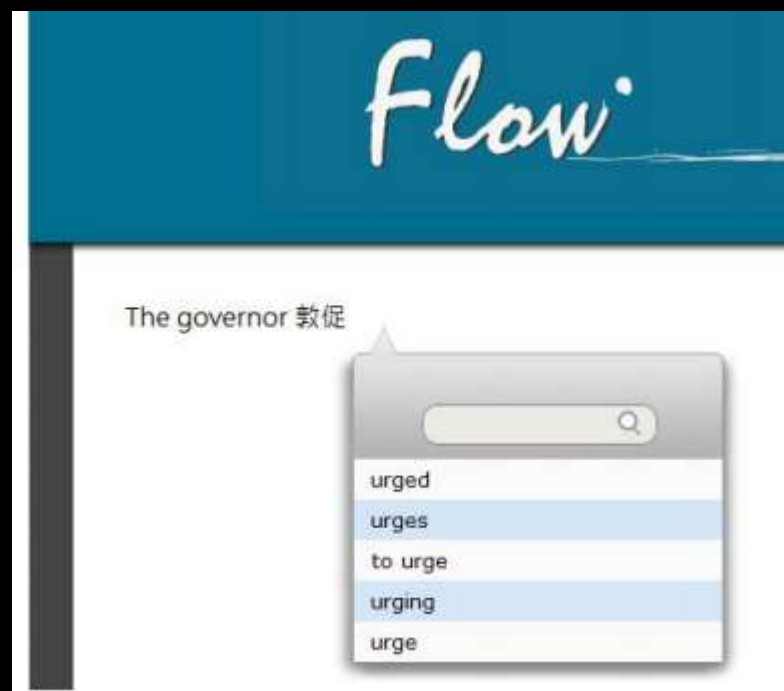 Flow
The governor 敦促
urged
urges
to urge
urging
urge